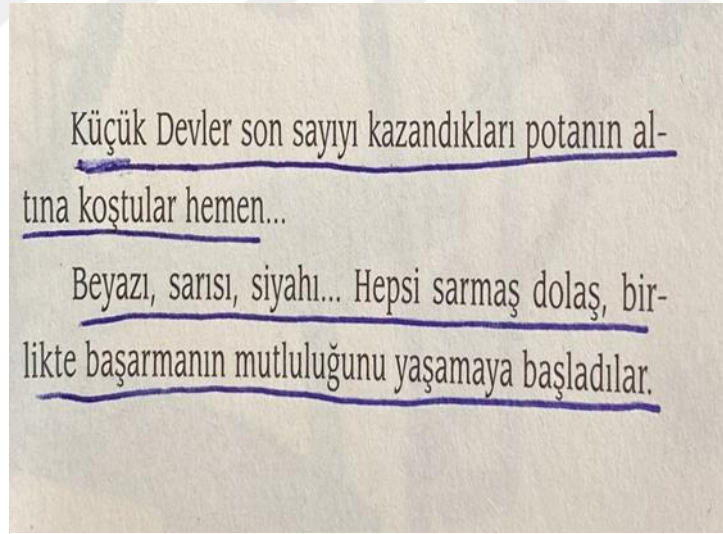 Küçük Devler son sayıyı kazandıkları potanın al-
tına koştular hemen...
Beyazı, sarısı, siyahı... Hepsi sarmaş dolaş, bir-
likte başarmanın mutluluğunu yaşamaya başladılar.